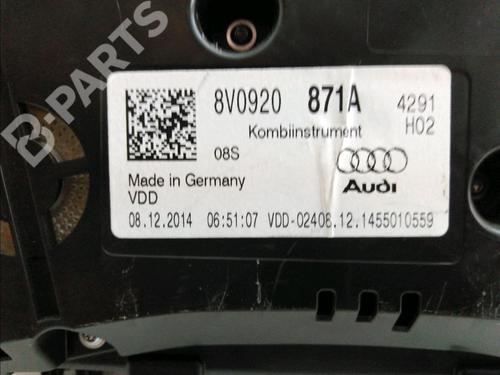 B-PARTS
8V0920 871A 4291
Kombiinstrument H02
08S
Made in Germany Audi
VDD
08.12.2014 06:51:07 VDD-02408.12.1455010559